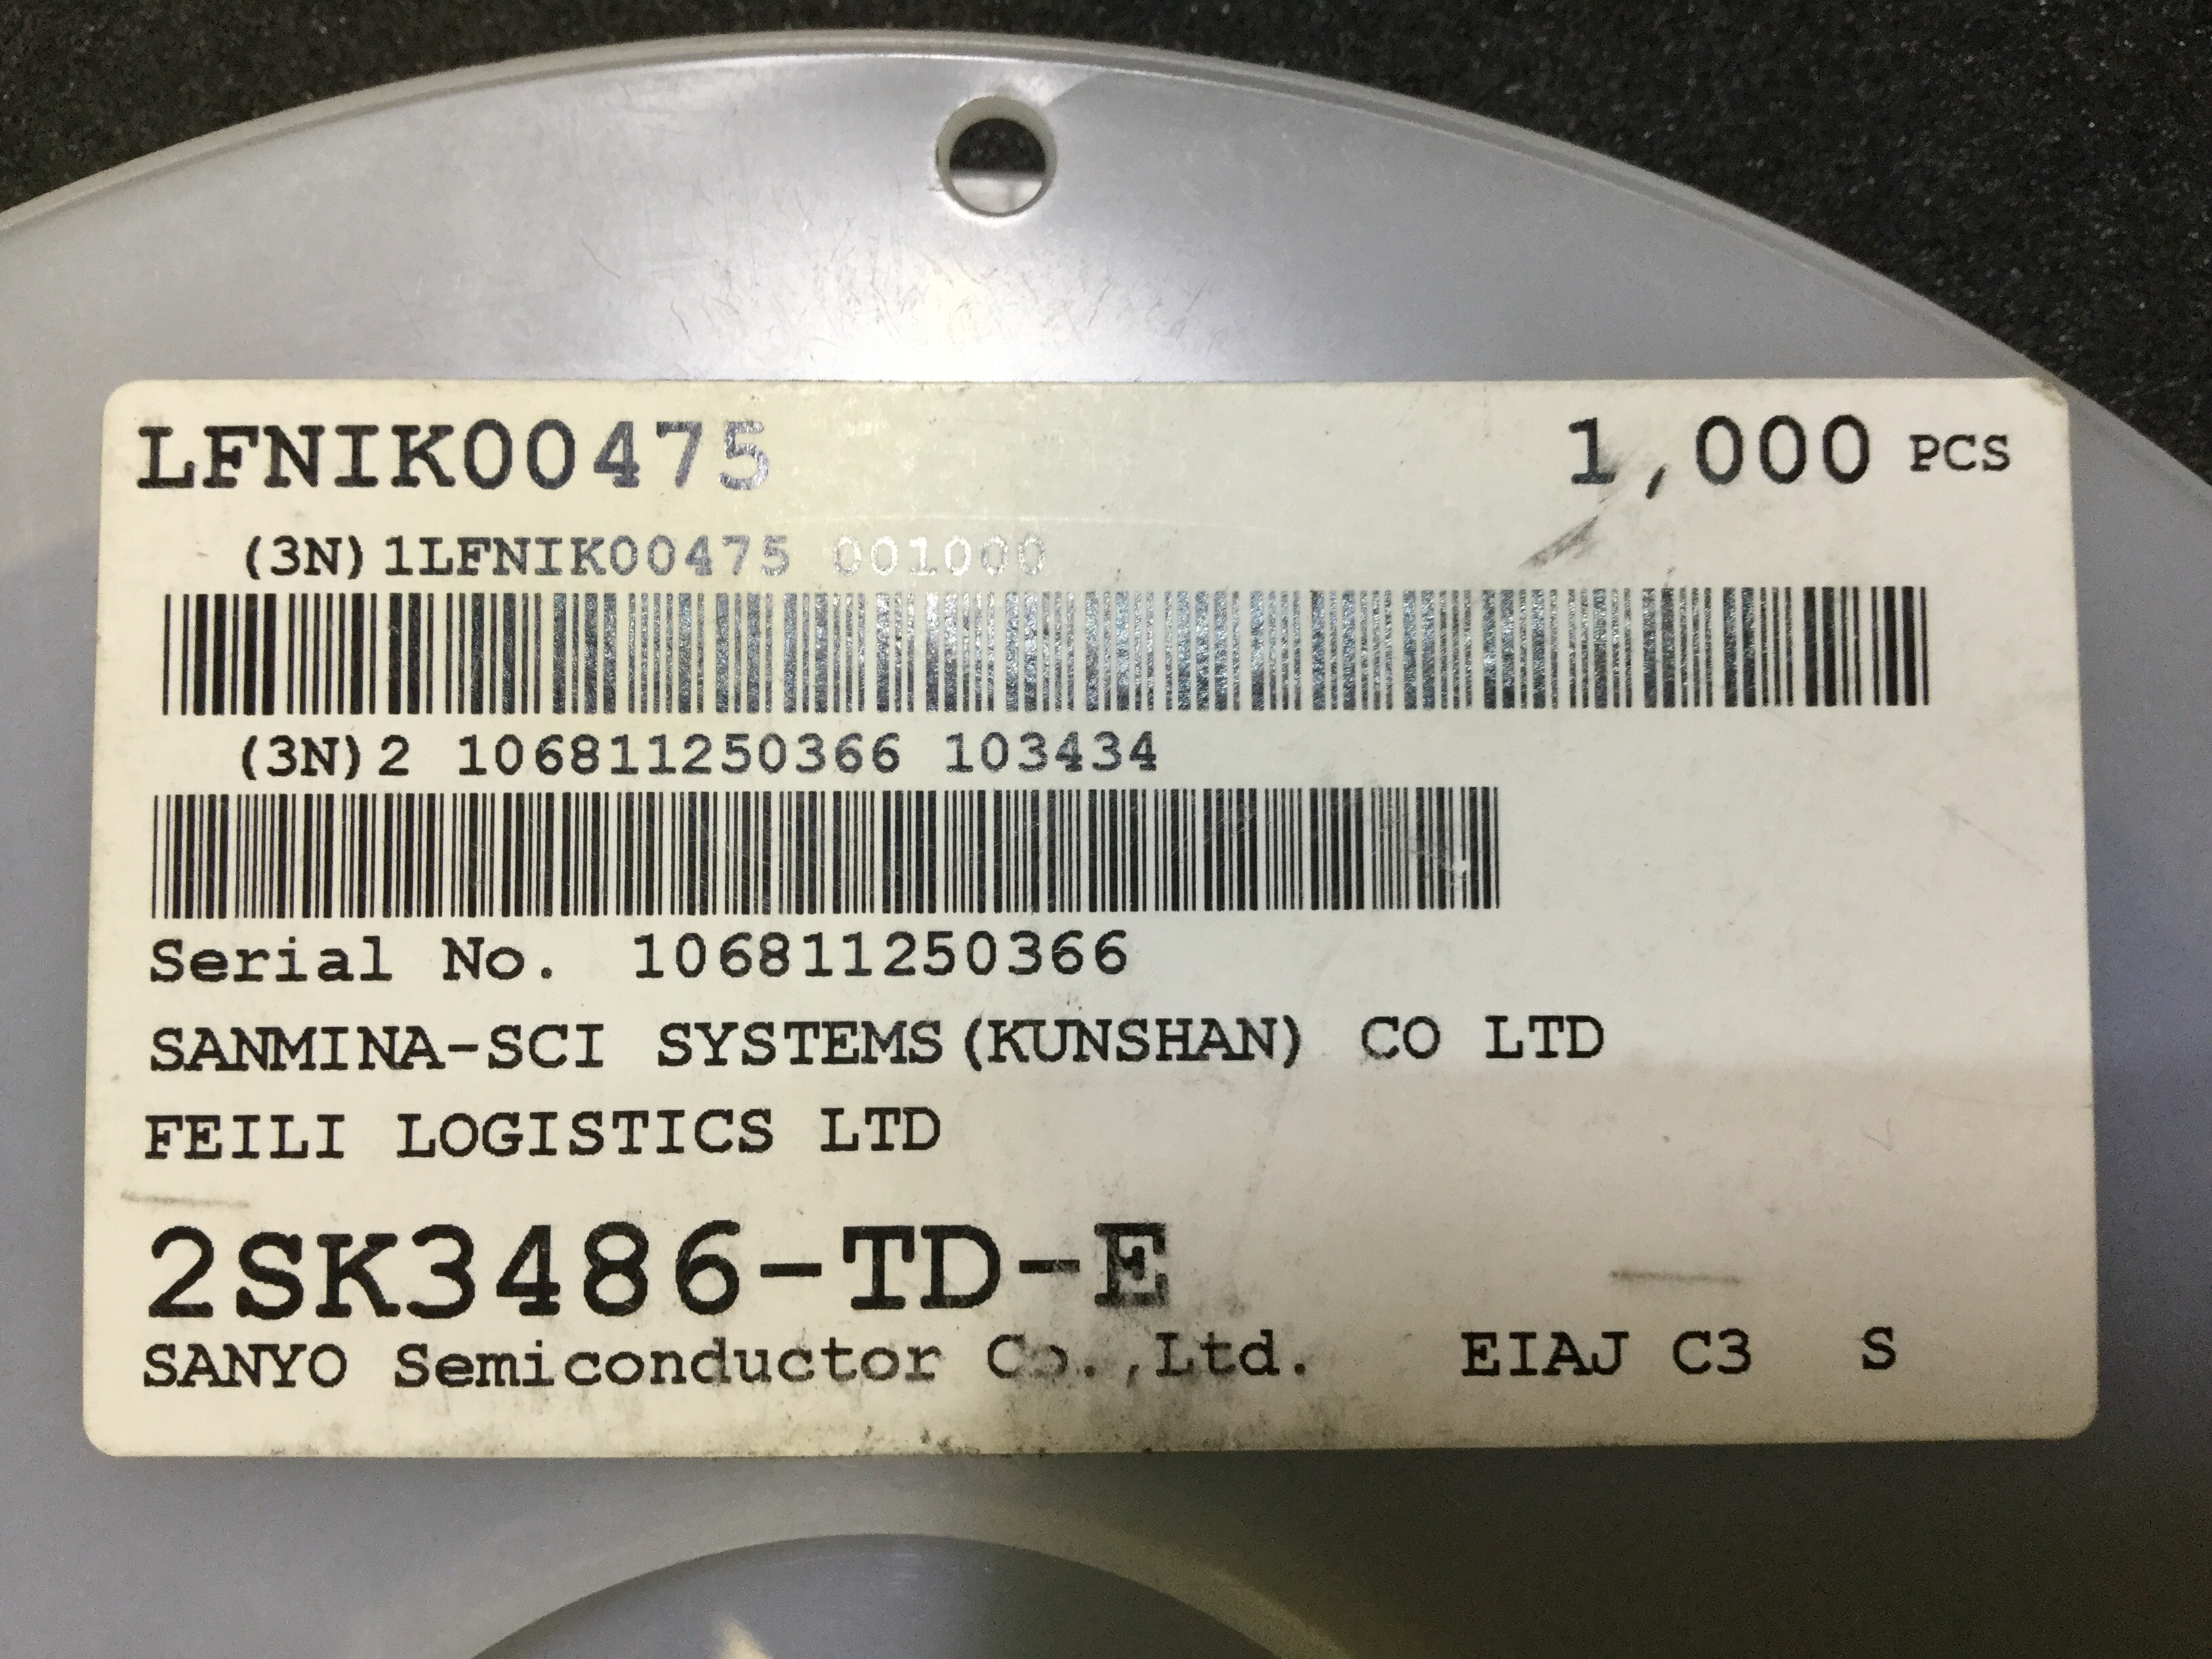 LFNIK00475 1,000 PCS
(3N)1LFNIK00475 001000
(3N)2 106811250366 103434
Serial No. 106811250366
SANMINA-SCI SYSTEMS(KUNSHAN) CO LTD
FEILI LOGISTICS LTD
2SK3486-TD-E
SANYO Semiconductor Co.,Ltd. EIAJ C3 S